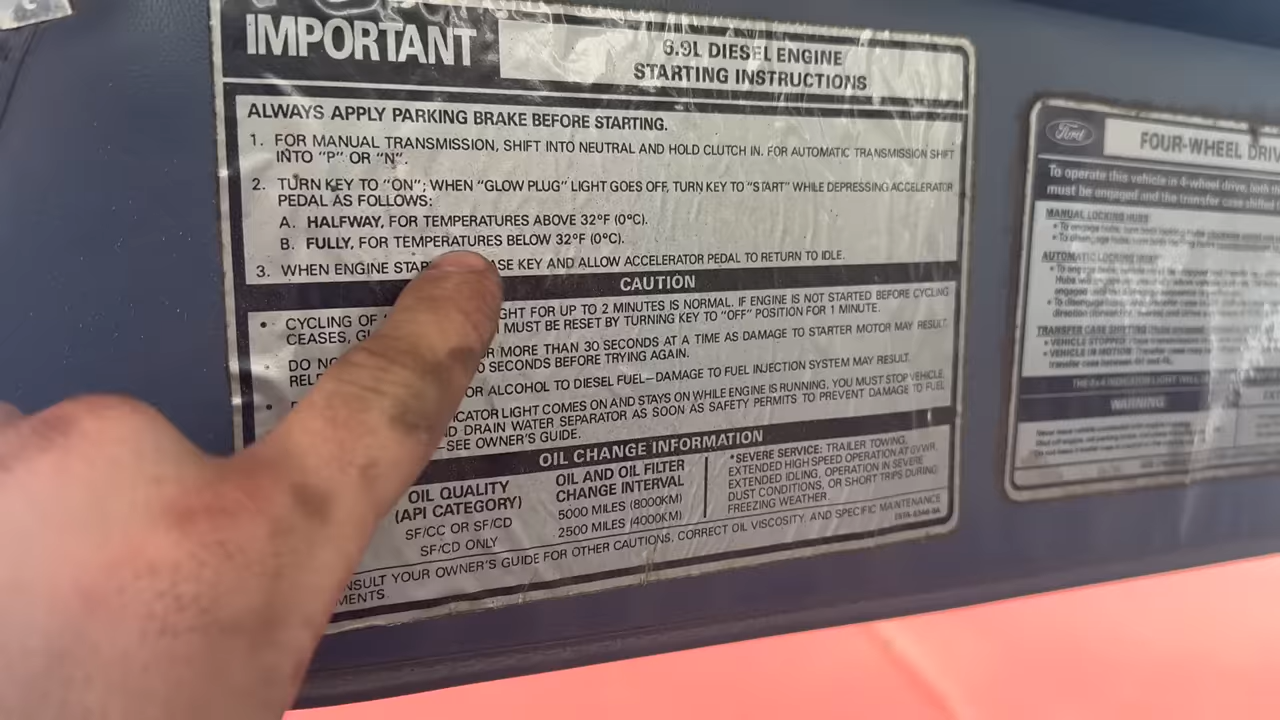 IMPORTANT
6.9L DIESEL ENGINE
STARTING INSTRUCTIONS
ALWAYS APPLY PARKING BRAKE BEFORE STARTING.
1. FOR MANUAL TRANSMISSION, SHIFT INTO NEUTRAL AND HOLD CLUTCH IN. FOR AUTOMATIC TRANSMISSION SHIFT
INTO "P" OR "N".
2. TURN KEY TO "ON"; WHEN "GLOW PLUG" LIGHT GOES OFF, TURN KEY TO "START" WHILE DEPRESSING ACCELERATOR
PEDAL AS FOLLOWS:
A. HALFWAY, FOR TEMPERATURES ABOVE 32°F (0°C).
B. FULLY, FOR TEMPERATURES BELOW 32°F (0°C).
3. WHEN ENGINE KEY AND ALLOW ACCELERATOR PEDAL TO RETURN TO IDLE.
CAUTION
• CYCLING OF FOR UP TO 2 MINUTES IS NORMAL. IF ENGINE IS NOT STARTED BEFORE CYCLING
CEASES, MUST BE RESET BY TURNING KEY TO "OFF" POSITION FOR 1 MINUTE.
• DO MORE THAN 30 SECONDS AT A TIME AS DAMAGE TO STARTER MOTOR MAY RESULT.
SECONDS BEFORE TRYING AGAIN.
• OR ALCOHOL TO DIESEL FUEL—DAMAGE TO FUEL INJECTION SYSTEM MAY RESULT.
LIGHT COMES ON AND STAYS ON WHILE ENGINE IS RUNNING, YOU MUST STOP VEHICLE,
DRAIN WATER SEPARATOR AS SOON AS SAFETY PERMITS TO PREVENT DAMAGE TO FUEL
—SEE OWNER'S GUIDE.
OIL CHANGE INFORMATION
OIL QUALITY
(API CATEGORY)
SF/CC OR SF/CD
SF/CD ONLY
OIL AND OIL FILTER
CHANGE INTERVAL
5000 MILES (8000KM)
2500 MILES (4000KM)
*SEVERE SERVICE: TRAILER TOWING,
EXTENDED HIGH SPEED OPERATION AT GVWR,
EXTENDED IDLING, OPERATION IN SEVERE
DUST CONDITIONS, OR SHORT TRIPS DURING
FREEZING WEATHER.
YOUR OWNER'S GUIDE FOR OTHER CAUTIONS, CORRECT OIL VISCOSITY, AND SPECIFIC MAINTENANCE
Ford
FOUR-WHEEL
To operate this vehicle in 4-wheel drive, both
must be engaged and the transfer case shifted
MANUAL LOCKING HUBS
AUTOMATIC LOCKING
TRANSFER CASE SHIFTING
• VEHICLE STOPPED
• VEHICLE IN MOTION
WARNING